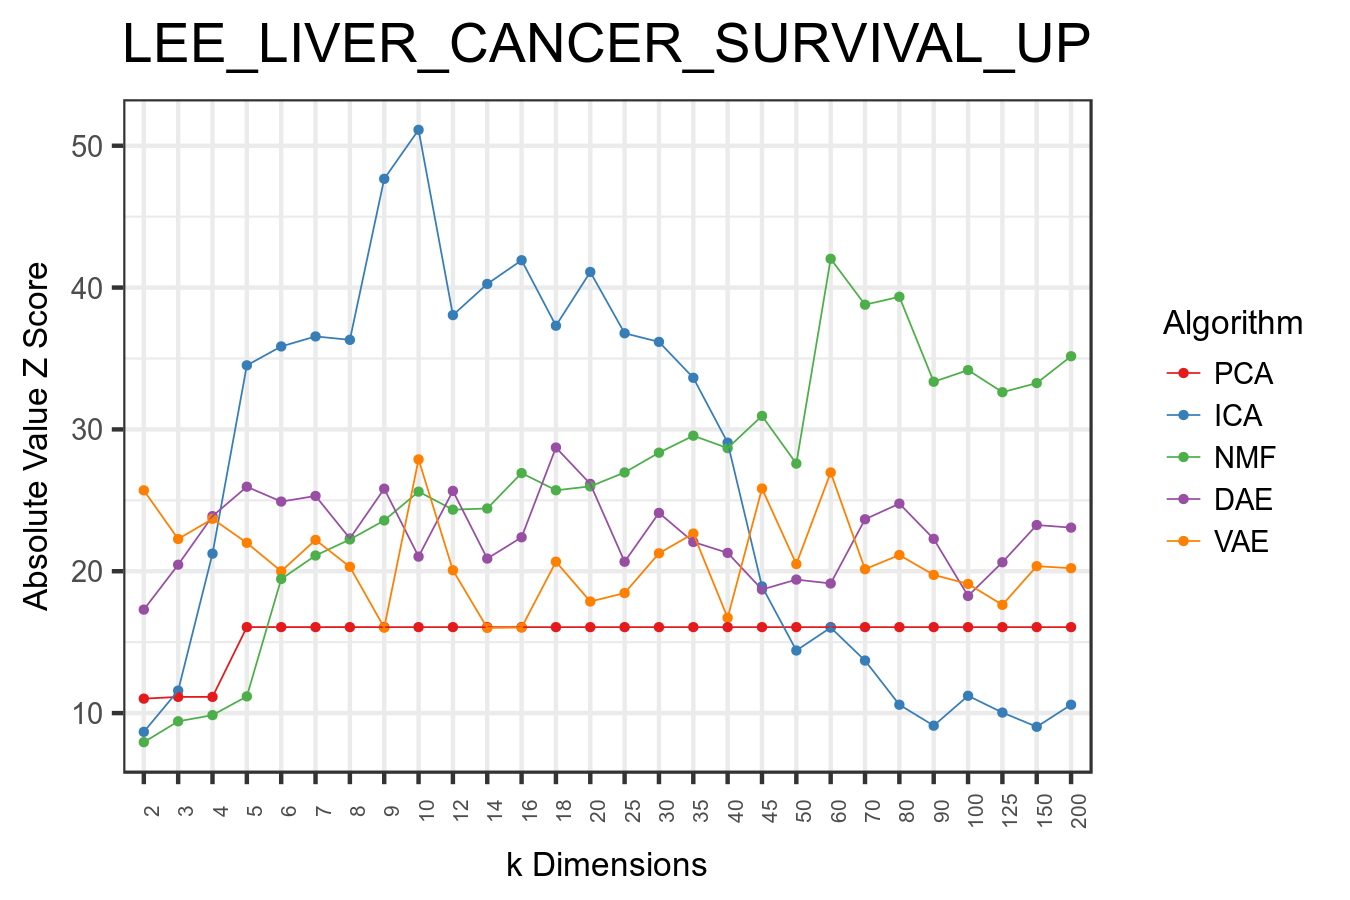 LEE_LIVER_CANCER_SURVIVAL_UP
Absolute Value Z Score
50
40
30
20
10
2 3 4 5 6 7 8 9 10 12 14 16 18 20 25 30 35 40 45 50 60 70 80 90 100 125 150 200
k Dimensions
Algorithm
PCA
ICA
NMF
DAE
VAE